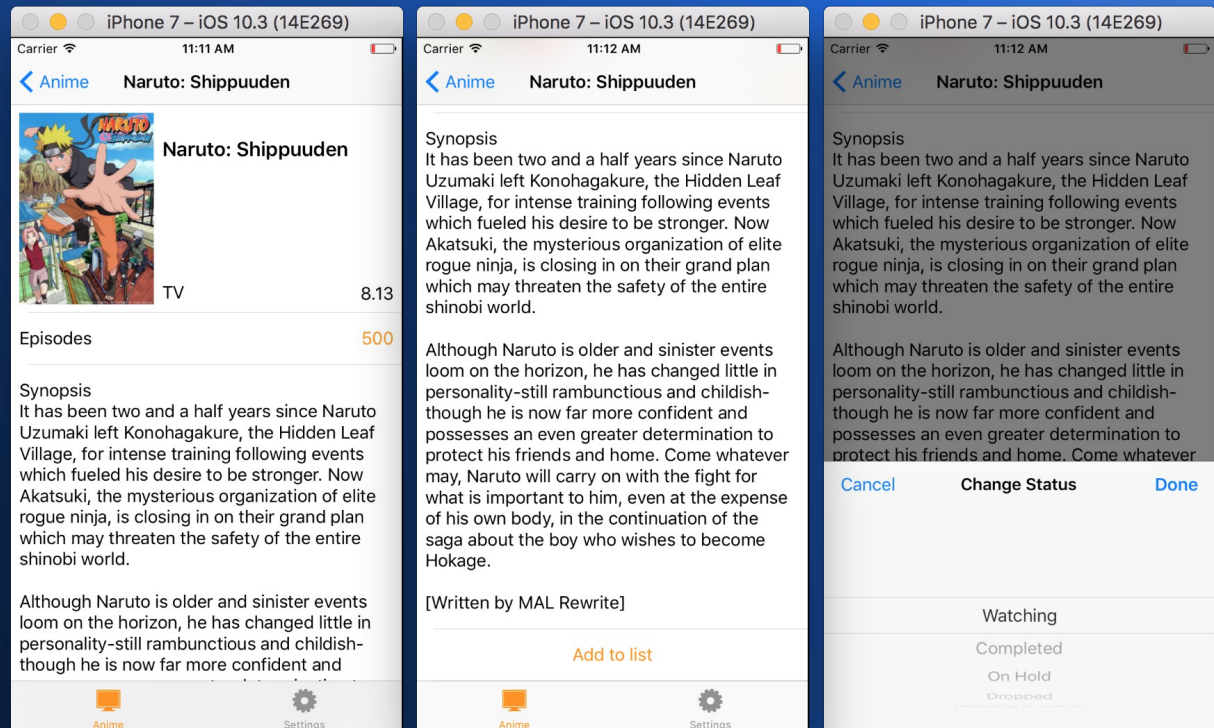 iPhone 7 – iOS 10.3 (14E269)
Carrier
11:11 AM
Anime
Naruto: Shippuuden
NARUTO
Naruto: Shippuuden
TV
8.13
Episodes
500
Synopsis
It has been two and a half years since Naruto
Uzumaki left Konohagakure, the Hidden Leaf
Village, for intense training following events
which fueled his desire to be stronger. Now
Akatsuki, the mysterious organization of elite
rogue ninja, is closing in on their grand plan
which may threaten the safety of the entire
shinobi world.
Although Naruto is older and sinister events
loom on the horizon, he has changed little in
personality-still rambunctious and childish-
though he is now far more confident and
Anime
Settings
iPhone 7 – iOS 10.3 (14E269)
Carrier
11:12 AM
Anime
Naruto: Shippuuden
Synopsis
It has been two and a half years since Naruto
Uzumaki left Konohagakure, the Hidden Leaf
Village, for intense training following events
which fueled his desire to be stronger. Now
Akatsuki, the mysterious organization of elite
rogue ninja, is closing in on their grand plan
which may threaten the safety of the entire
shinobi world.
Although Naruto is older and sinister events
loom on the horizon, he has changed little in
personality-still rambunctious and childish-
though he is now far more confident and
possesses an even greater determination to
protect his friends and home. Come whatever
may, Naruto will carry on with the fight for
what is important to him, even at the expense
of his own body, in the continuation of the
saga about the boy who wishes to become
Hokage.
[Written by MAL Rewrite]
Add to list
Anime
Settings
iPhone 7 – iOS 10.3 (14E269)
Carrier
11:12 AM
Anime
Naruto: Shippuuden
Synopsis
It has been two and a half years since Naruto
Uzumaki left Konohagakure, the Hidden Leaf
Village, for intense training following events
which fueled his desire to be stronger. Now
Akatsuki, the mysterious organization of elite
rogue ninja, is closing in on their grand plan
which may threaten the safety of the entire
shinobi world.
Although Naruto is older and sinister events
loom on the horizon, he has changed little in
personality-still rambunctious and childish-
though he is now far more confident and
possesses an even greater determination to
protect his friends and home. Come whatever
Cancel
Change Status
Done
Watching
Completed
On Hold
Dropped